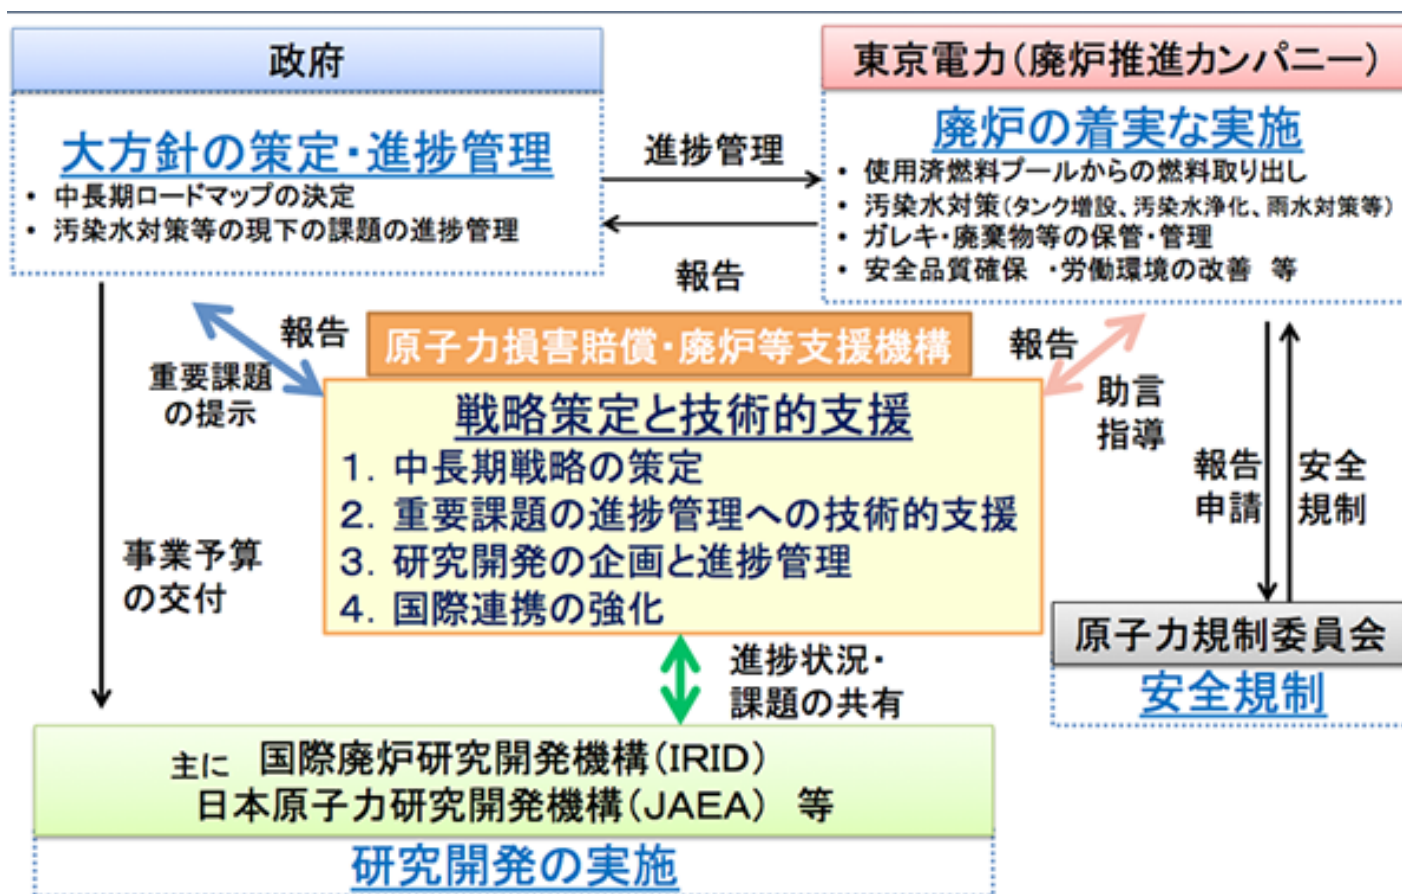 政府
大方針の策定・進捗管理
• 中長期ロードマップの決定
• 汚染水対策等の現下の課題の進捗管理
進捗管理
報告
東京電力（廃炉推進カンパニー）
廃炉の着実な実施
• 使用済燃料プールからの燃料取り出し
• 汚染水対策（タンク増設、汚染水浄化、雨水対策等）
• ガレキ・廃棄物等の保管・管理
• 安全品質確保 ・労働環境の改善 等
報告
重要課題
の提示
原子力損害賠償・廃炉等支援機構
戦略策定と技術的支援
1. 中長期戦略の策定
2. 重要課題の進捗管理への技術的支援
3. 研究開発の企画と進捗管理
4. 国際連携の強化
報告
助言
指導
報告
申請
安全
規制
事業予算
の交付
進捗状況・
課題の共有
原子力規制委員会
安全規制
主に 国際廃炉研究開発機構（IRID）
日本原子力研究開発機構（JAEA） 等
研究開発の実施